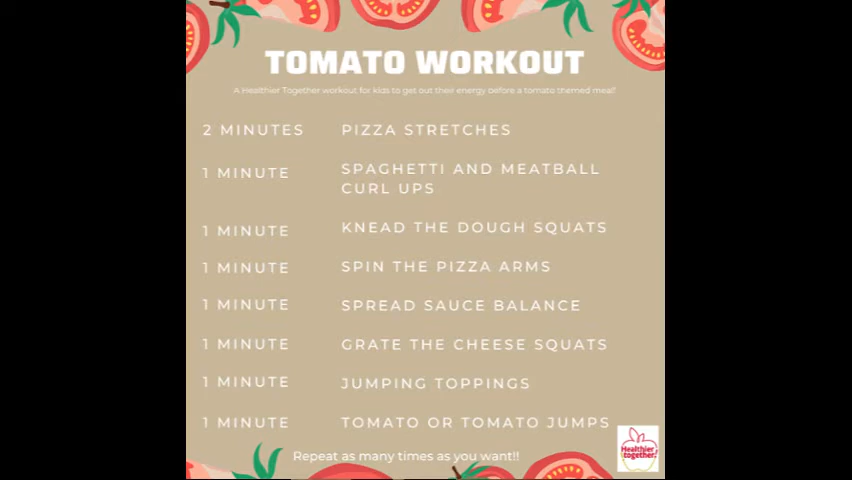 TOMATO WORKOUT
A Healthier Together workout for kids to get out their energy before a tomato themed meal!
2 MINUTES PIZZA STRETCHES
1 MINUTE SPAGHETTI AND MEATBALL
CURL UPS
1 MINUTE KNEAD THE DOUGH SQUATS
1 MINUTE SPIN THE PIZZA ARMS
1 MINUTE SPREAD SAUCE BALANCE
1 MINUTE GRATE THE CHEESE SQUATS
1 MINUTE JUMPING TOPPINGS
1 MINUTE TOMATO OR TOMATO JUMPS
Repeat as many times as you want!!
Healthier
together.